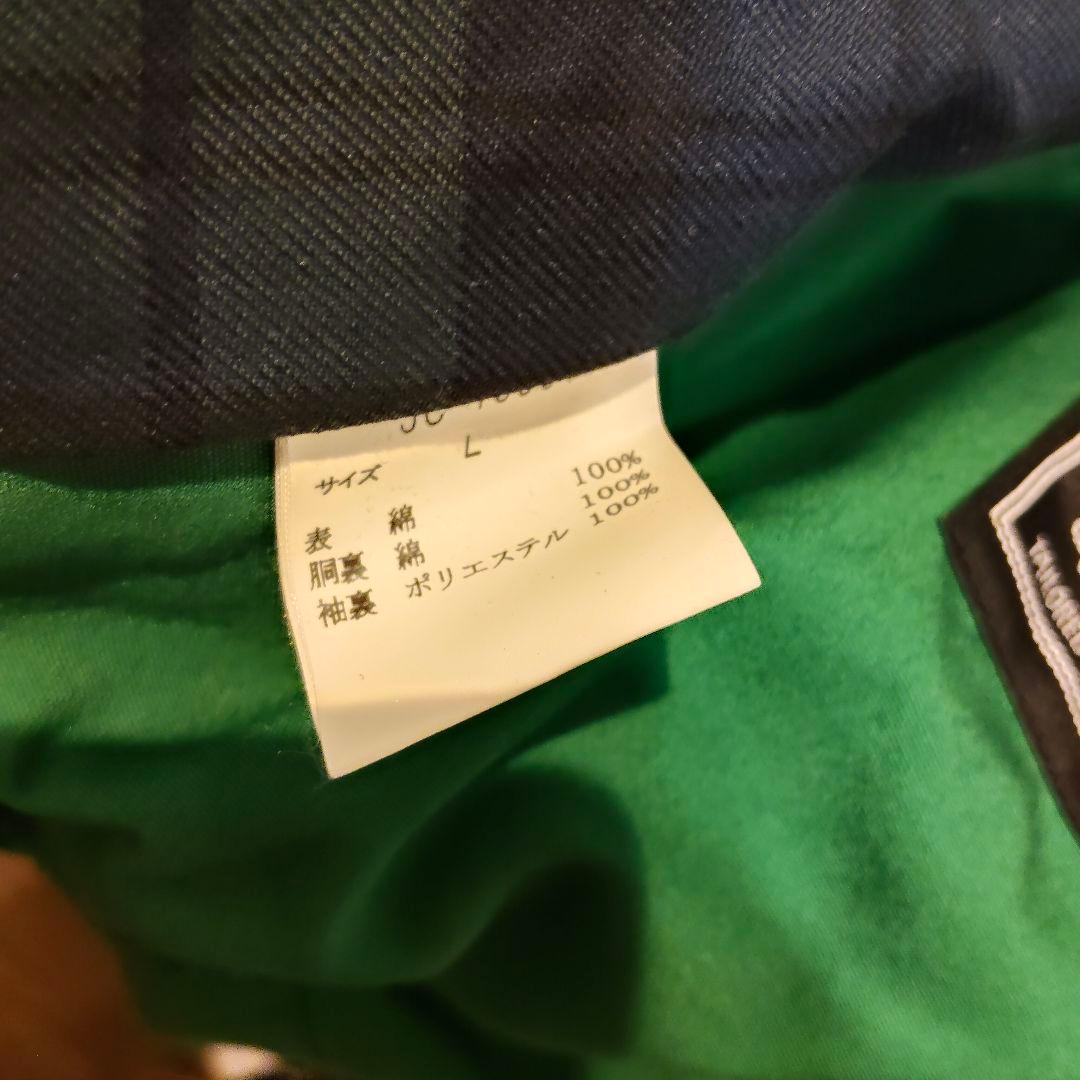 サイズ L
表 綿 100%
胴裏 綿 100%
袖裏 ポリエステル 100%